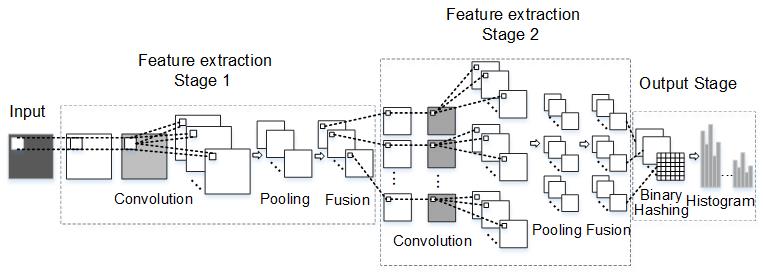 Feature extraction
Stage 2
Feature extraction
Stage 1
Output Stage
Input
Convolution
Pooling
Fusion
Convolution
Pooling
Fusion
Binary
Hashing
Histogram